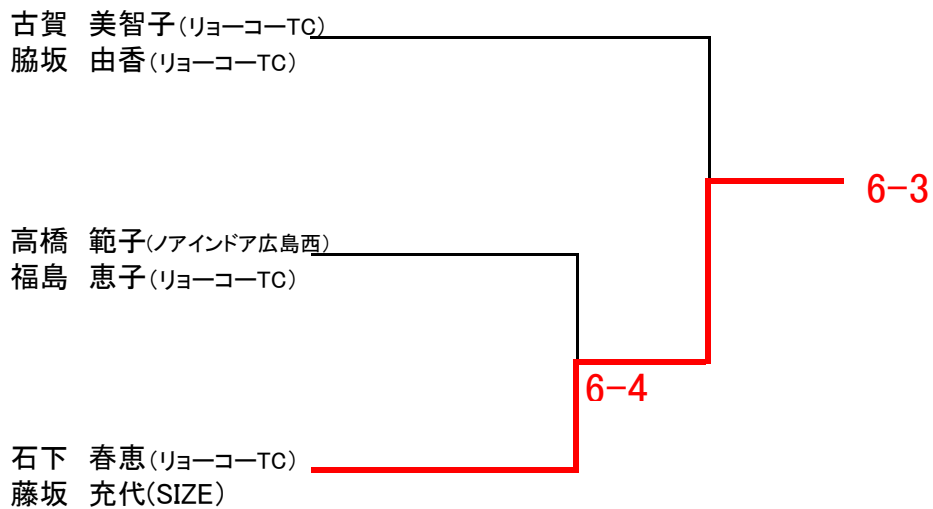 古賀　美智子(リョーコーTC)
脇坂　由香(リョーコーTC)
6-3
高橋　範子(ノアインドア広島西)
福島　恵子(リョーコーTC)
6-4
石下　春恵(リョーコーTC)
藤坂　充代(SIZE)